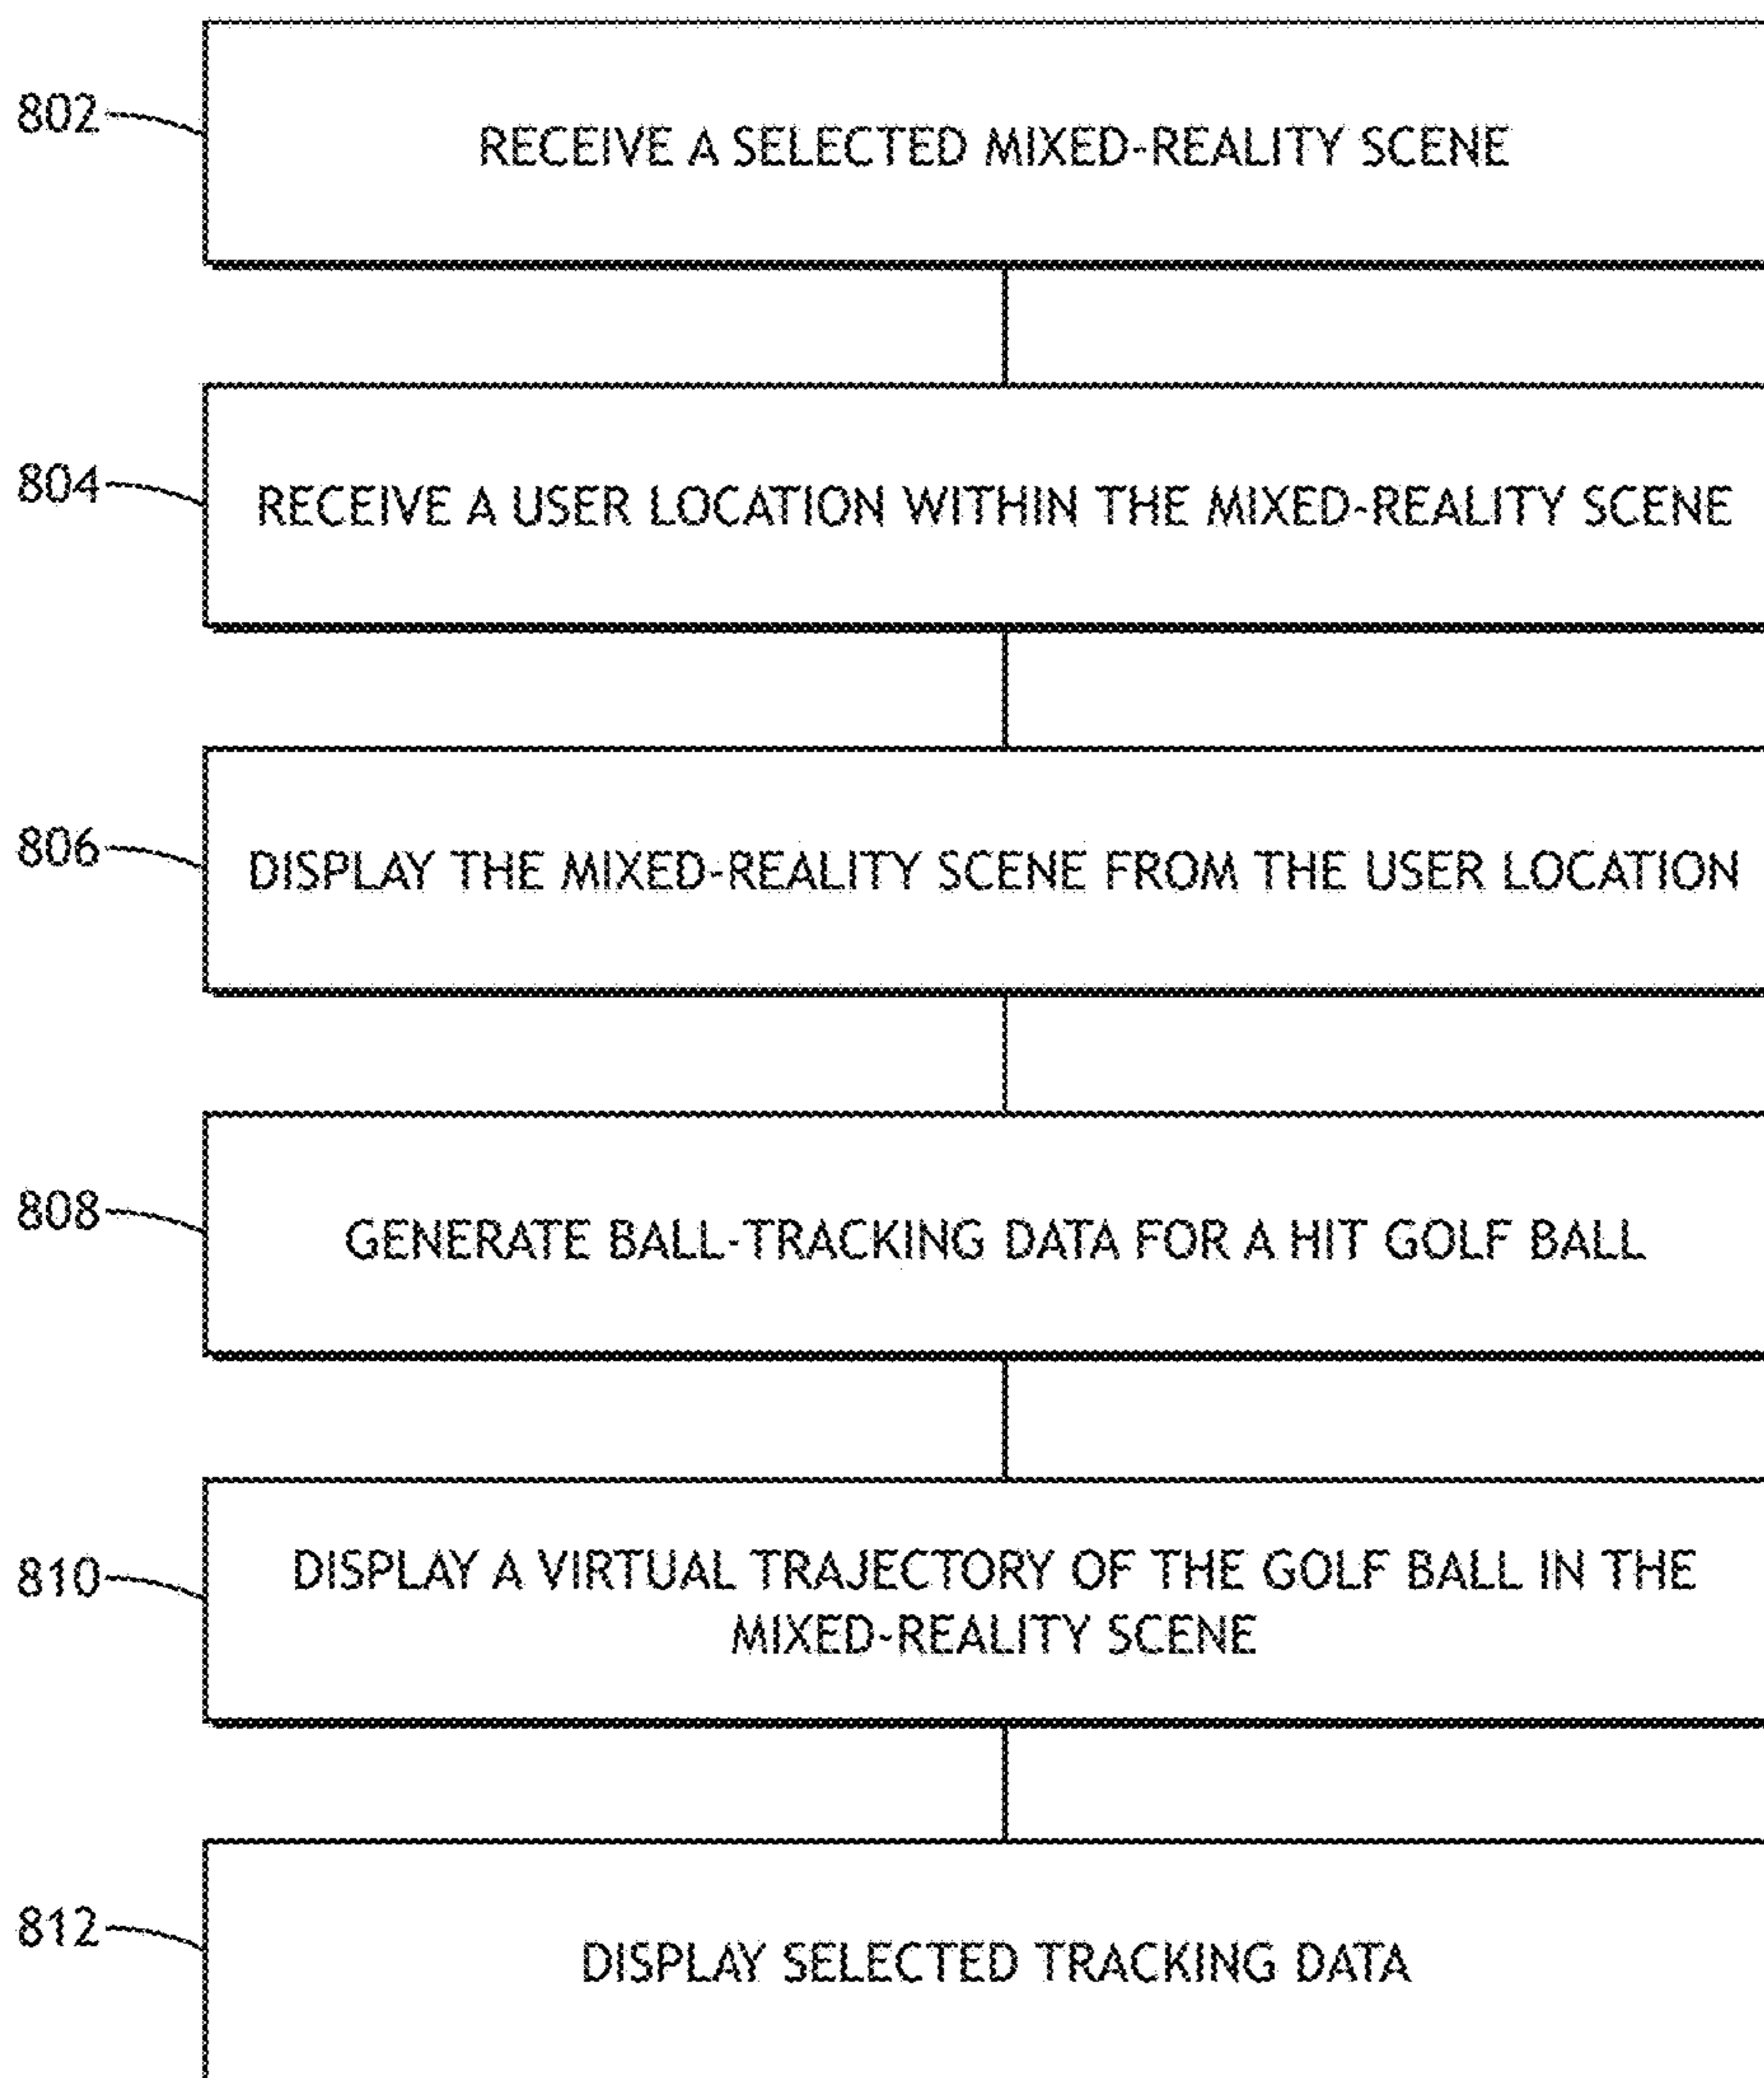 802
RECEIVE A SELECTED MIXED-REALITY SCENE
804
RECEIVE A USER LOCATION WITHIN THE MIXED-REALITY SCENE
806
DISPLAY THE MIXED-REALITY SCENE FROM THE USER LOCATION
808
GENERATE BALL-TRACKING DATA FOR A HIT GOLF BALL
810
DISPLAY A VIRTUAL TRAJECTORY OF THE GOLF BALL IN THE
MIXED-REALITY SCENE
812
DISPLAY SELECTED TRACKING DATA